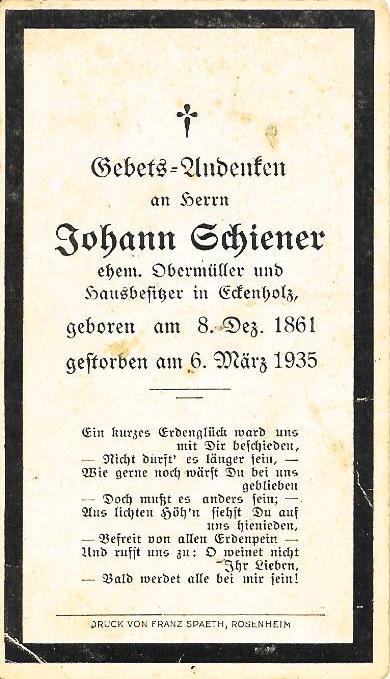 Gebets-Andenken
an Herrn
Johann Schiener
ehem. Obermüller und
Hausbesitzer in Eckenholz,
geboren am 8. Dez. 1861
gestorben am 6. März 1935
Ein kurzes Erdenglück ward uns
mit Dir beschieden,
— Nicht durft' es länger sein, —
Wie gerne noch wärst Du bei uns
geblieben
— Doch mußt es anders sein; —
Aus lichten Höh'n siehst Du auf
uns hienieden,
— Befreit von allen Erdenpein —
Und rufst uns zu: O weinet nicht
Ihr Lieben,
— Bald werdet alle bei mir sein!
DRUCK VON FRANZ SPAETH, ROSENHEIM